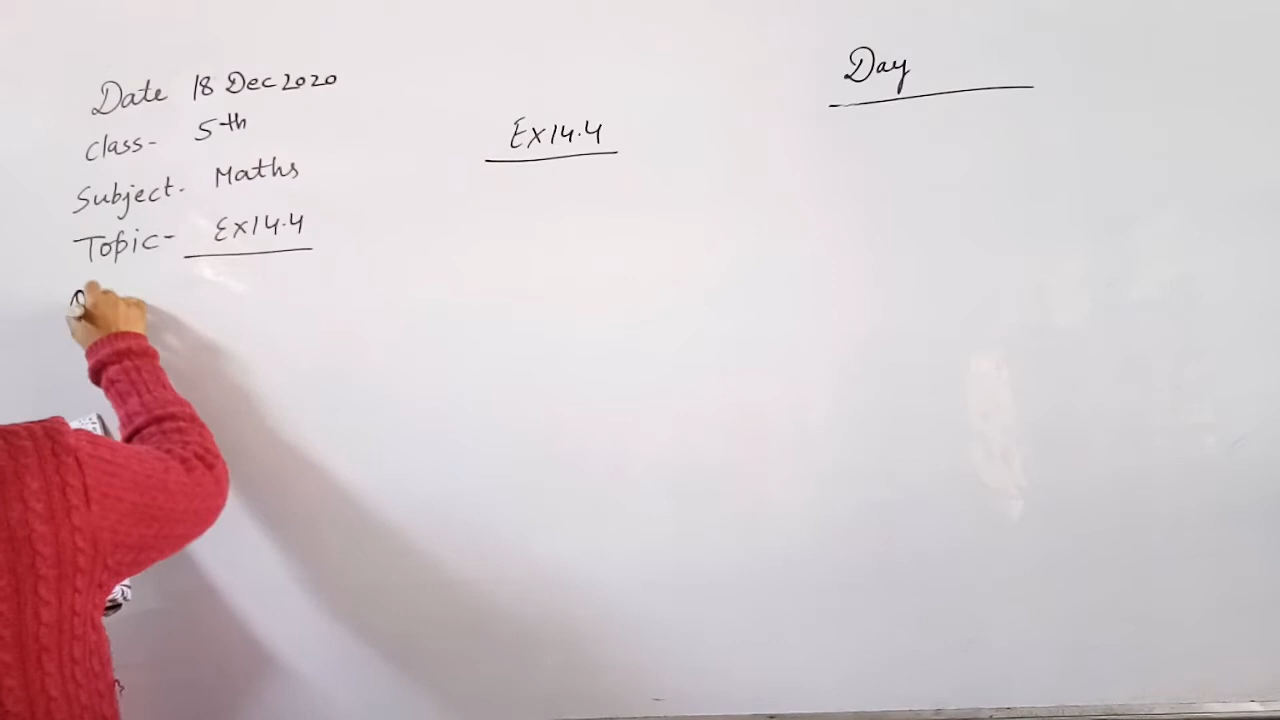 Date 18 Dec 2020
Class- 5th
Subject- Maths
Topic- Ex14.4
Ex14.4
Day